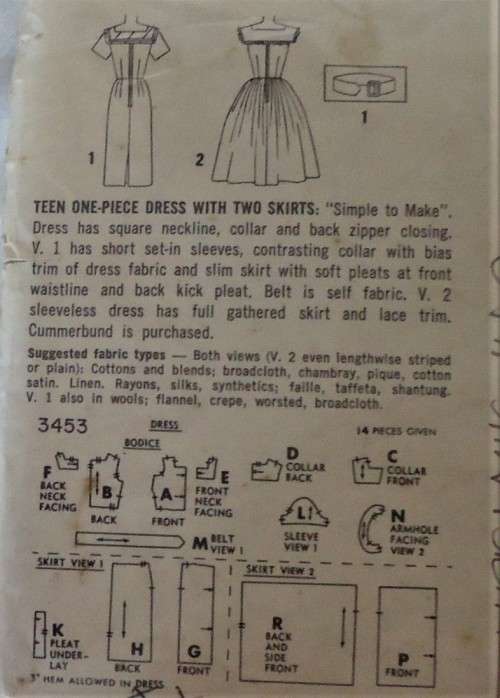 1
2
1
TEEN ONE-PIECE DRESS WITH TWO SKIRTS: "Simple to Make".
Dress has square neckline, collar and back zipper closing.
V. 1 has short set-in sleeves, contrasting collar with bias
trim of dress fabric and slim skirt with soft pleats at front
waistline and back kick pleat. Belt is self fabric. V. 2
sleeveless dress has full gathered skirt and lace trim.
Cummerbund is purchased.
Suggested fabric types — Both views (V. 2 even lengthwise striped
or plain): Cottons and blends; broadcloth, chambray, pique, cotton
satin. Linen. Rayons, silks, synthetics; faille, taffeta, shantung.
V. 1 also in wools; flannel, crepe, worsted, broadcloth.
3453 DRESS 14 PIECES GIVEN
BODICE
F
BACK
NECK
FACING
B
BACK
A
FRONT
E
FRONT
NECK
FACING
D
COLLAR
BACK
C
COLLAR
FRONT
L
SLEEVE
VIEW 1
N
ARMHOLE
FACING
VIEW 2
M BELT
VIEW 1
SKIRT VIEW 1
K
PLEAT
UNDER-
LAY
H
BACK
G
FRONT
SKIRT VIEW 2
R
BACK
AND
SIDE
FRONT
P
FRONT
3" HEM ALLOWED IN DRESS